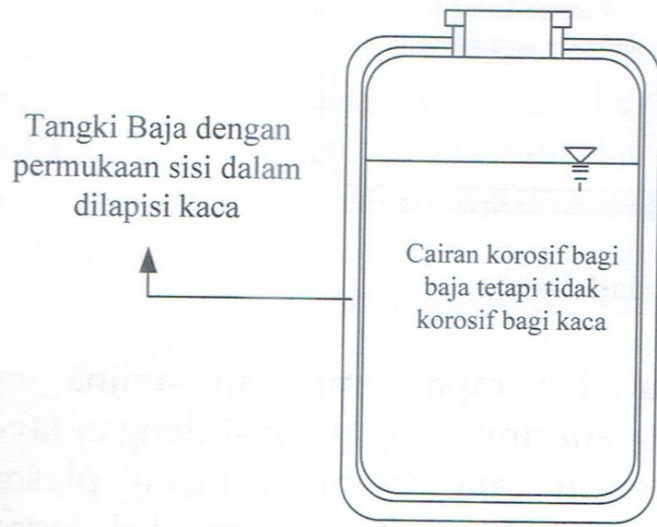 Tangki Baja dengan
permukaan sisi dalam
dilapisi kaca
Cairan korosif bagi
baja tetapi tidak
korosif bagi kaca